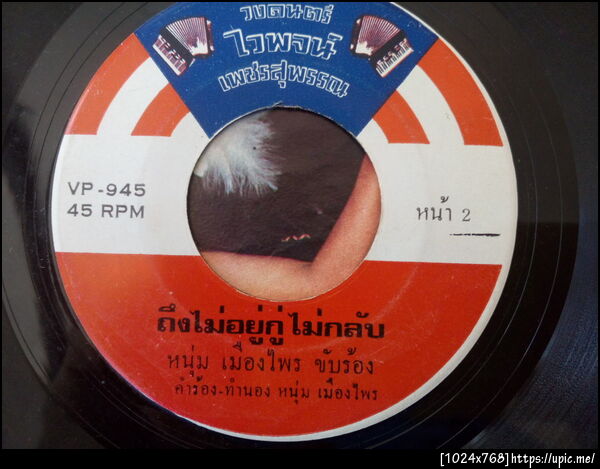 วงดนตรี
ไวพจน์
เพชรสุพรรณ
VP-945
45 RPM
หน้า 2
ถึงไม่อยู่กู่ไม่กลับ
หนุ่ม เมืองไพร ขับร้อง
คำร้อง-ทำนอง หนุ่ม เมืองไพร
[1024x768]https://upic.me/